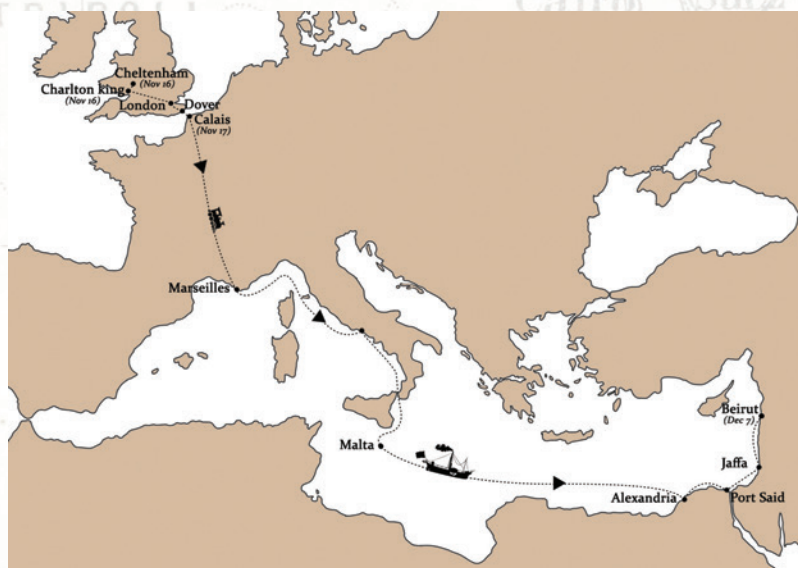 Cheltenham
(Nov 16)
Charlton king
(Nov 16)
London
Dover
Calais
(Nov 17)
Marseilles
Malta
Beirut
(Dec 7)
Jaffa
Alexandria
Port Said